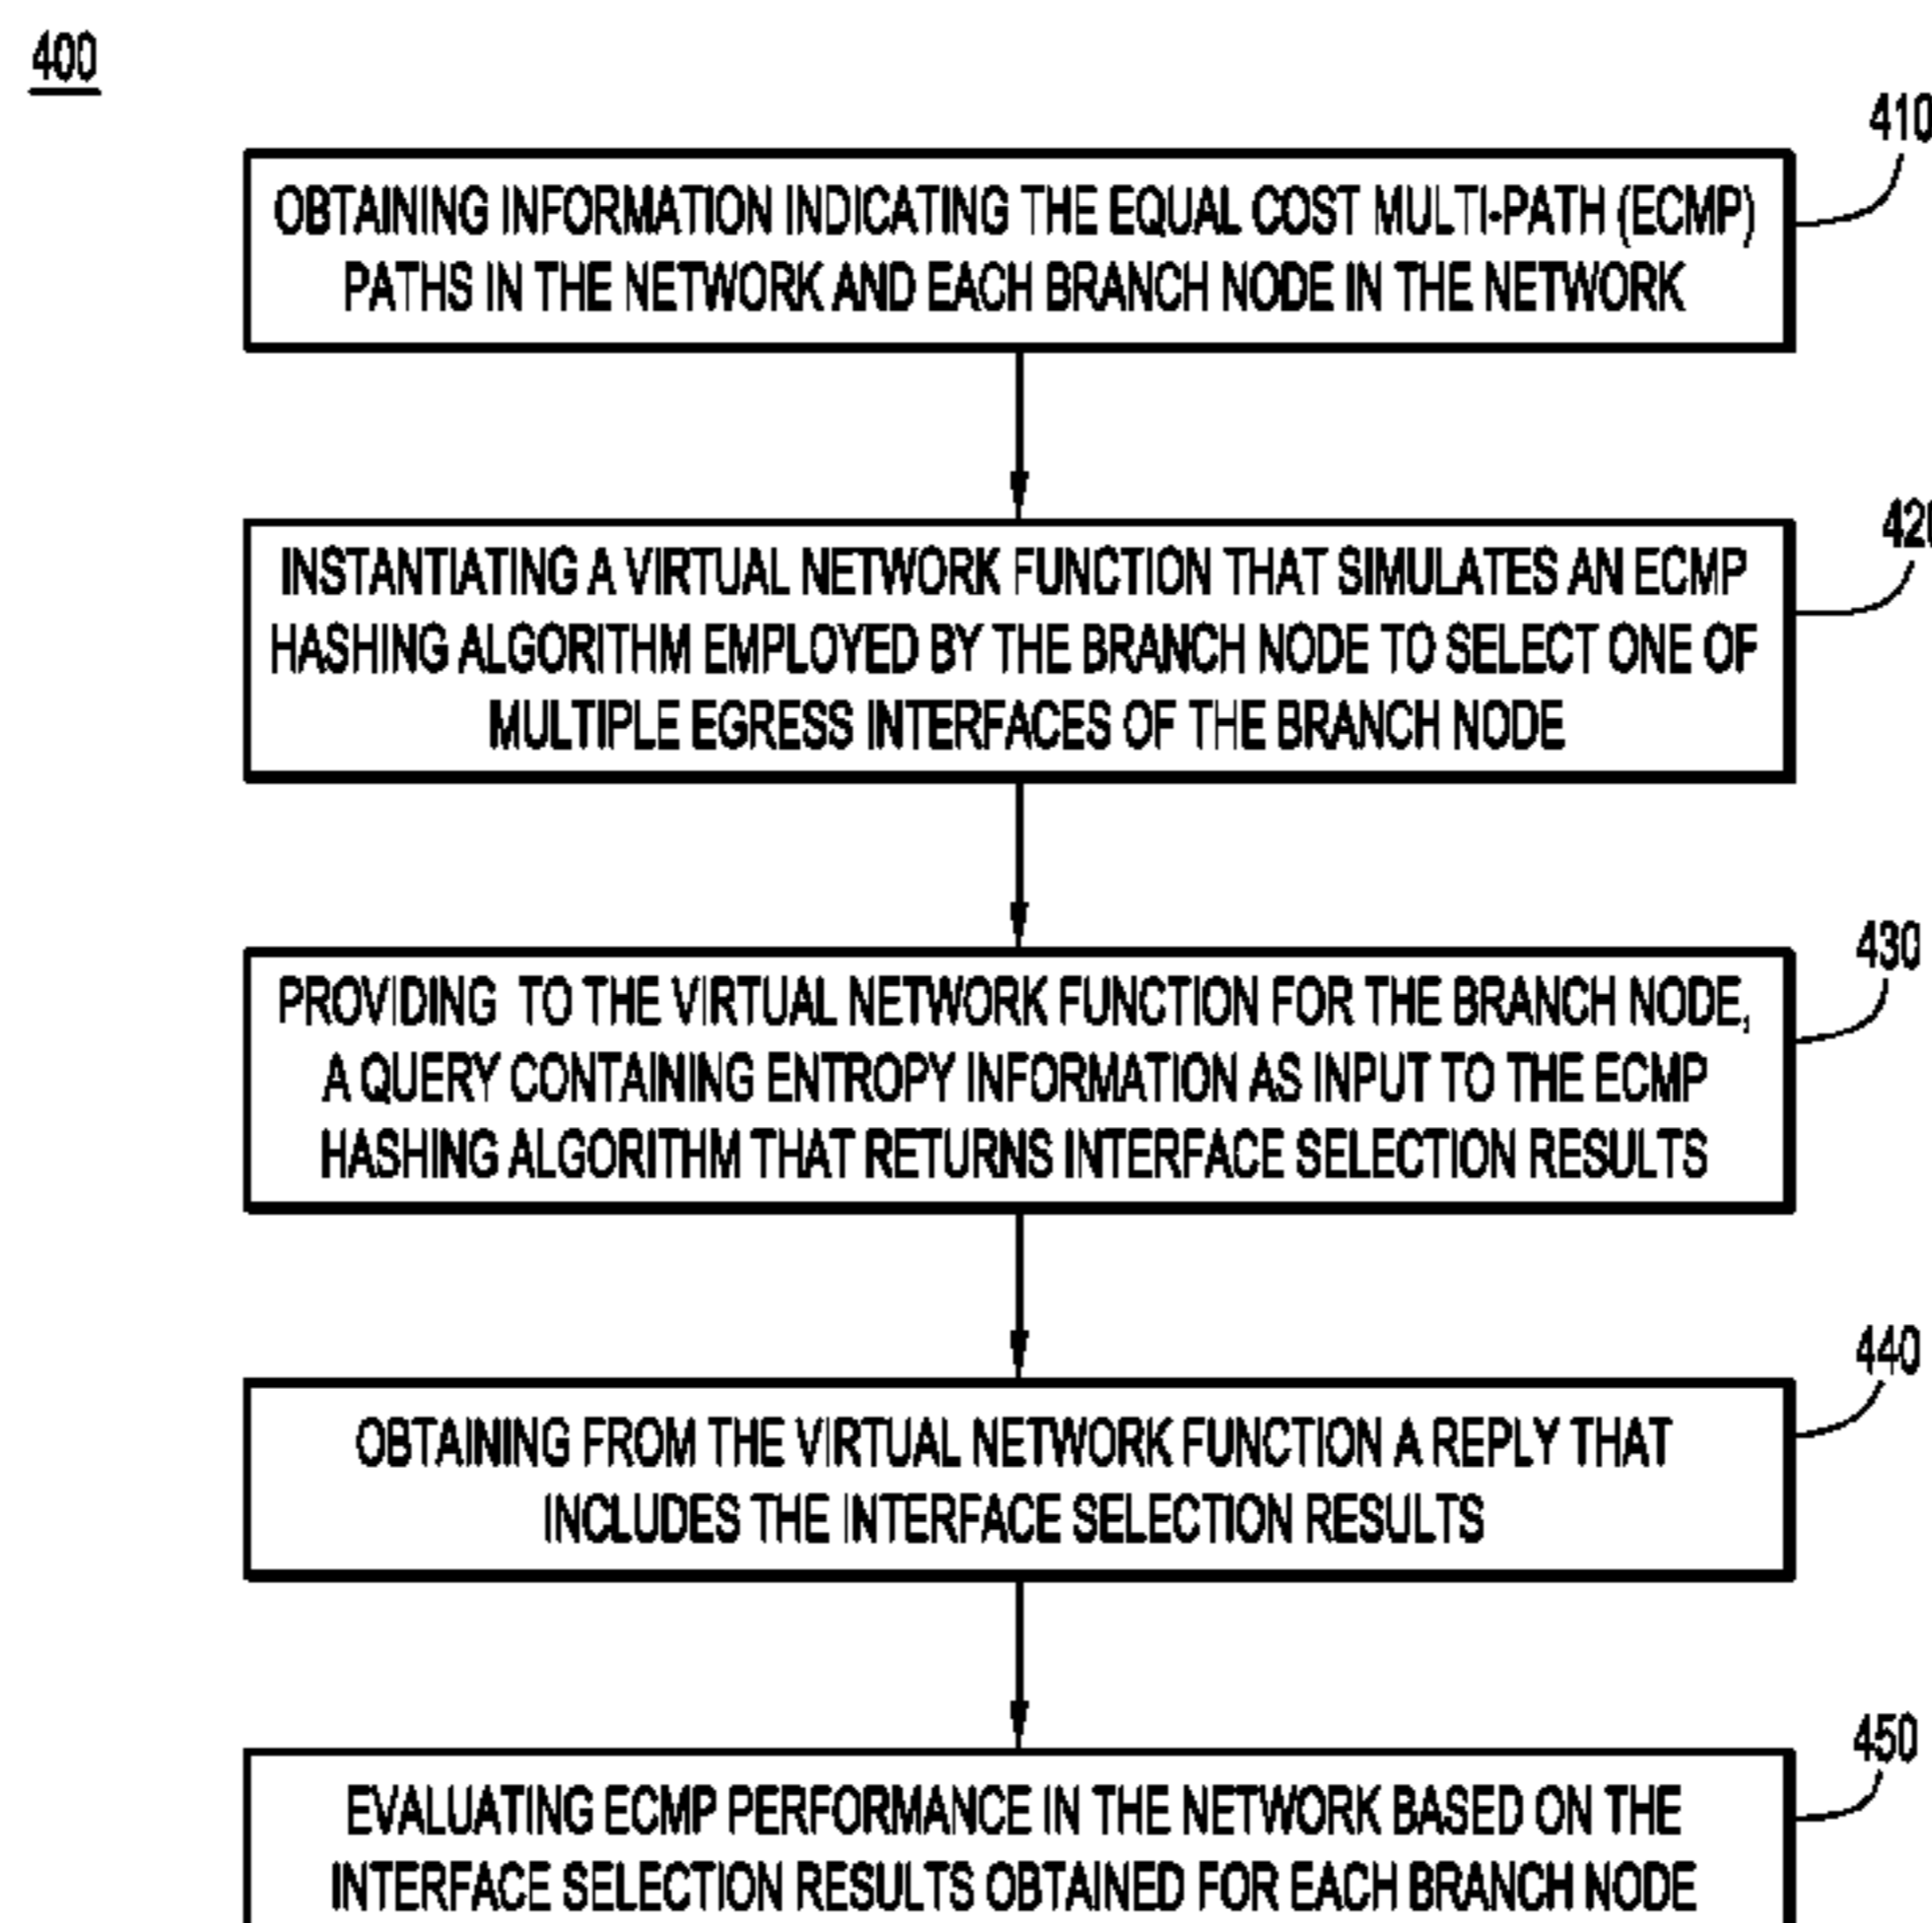 400
410
OBTAINING INFORMATION INDICATING THE EQUAL COST MULTI-PATH (ECMP)
PATHS IN THE NETWORK AND EACH BRANCH NODE IN THE NETWORK
420
INSTANTIATING A VIRTUAL NETWORK FUNCTION THAT SIMULATES AN ECMP
HASHING ALGORITHM EMPLOYED BY THE BRANCH NODE TO SELECT ONE OF
MULTIPLE EGRESS INTERFACES OF THE BRANCH NODE
430
PROVIDING TO THE VIRTUAL NETWORK FUNCTION FOR THE BRANCH NODE,
A QUERY CONTAINING ENTROPY INFORMATION AS INPUT TO THE ECMP
HASHING ALGORITHM THAT RETURNS INTERFACE SELECTION RESULTS
440
OBTAINING FROM THE VIRTUAL NETWORK FUNCTION A REPLY THAT
INCLUDES THE INTERFACE SELECTION RESULTS
450
EVALUATING ECMP PERFORMANCE IN THE NETWORK BASED ON THE
INTERFACE SELECTION RESULTS OBTAINED FOR EACH BRANCH NODE